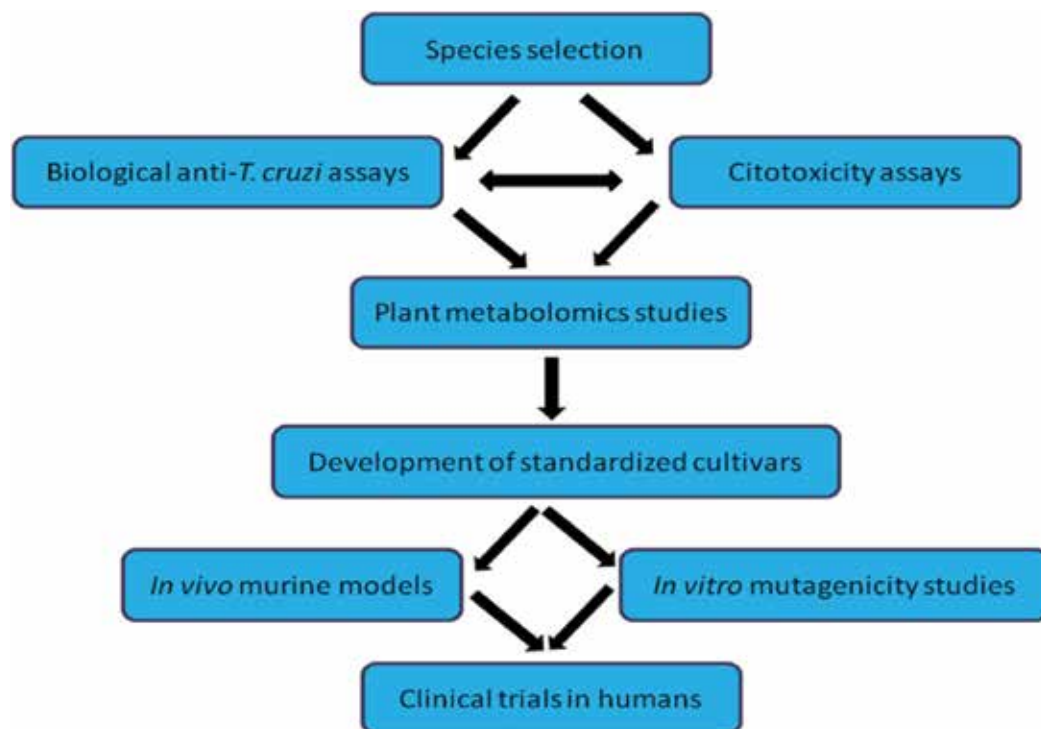 Species selection
Biological anti-T. cruzi assays
Citotoxicity assays
Plant metabolomics studies
Development of standardized cultivars
In vivo murine models
In vitro mutagenicity studies
Clinical trials in humans